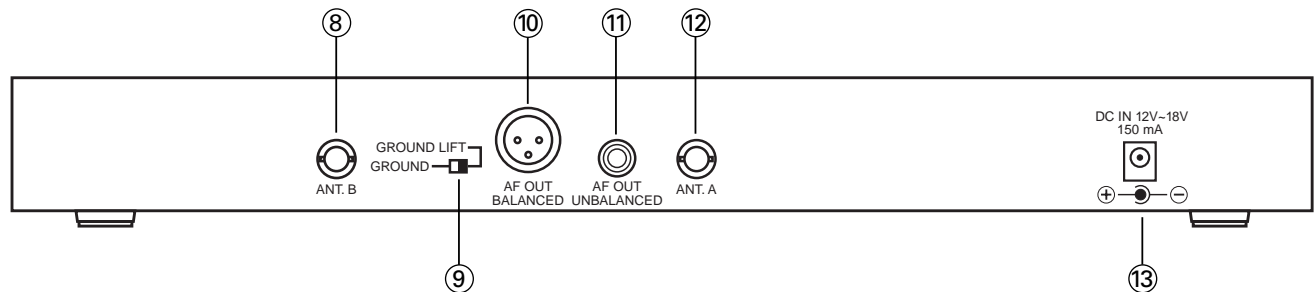 ⑧
⑩
⑪
⑫
DC IN 12V~18V
150 mA
GROUND LIFT
GROUND
ANT. B
AF OUT
BALANCED
AF OUT
UNBALANCED
ANT. A
⑨
⑬